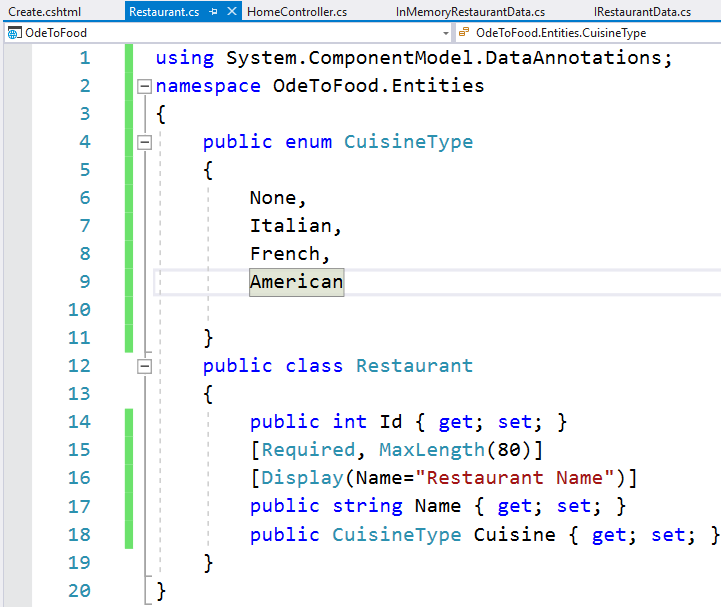 Create.cshtml Restaurant.cs HomeController.cs InMemoryRestaurantData.cs IRestaurantData.cs
OdeToFood OdeToFood.Entities.CuisineType
1 using System.ComponentModel.DataAnnotations;
2 namespace OdeToFood.Entities
3 {
4 public enum CuisineType
5 {
6 None,
7 Italian,
8 French,
9 American
10
11 }
12 public class Restaurant
13 {
14 public int Id { get; set; }
15 [Required, MaxLength(80)]
16 [Display(Name="Restaurant Name")]
17 public string Name { get; set; }
18 public CuisineType Cuisine { get; set; }
19 }
20 }